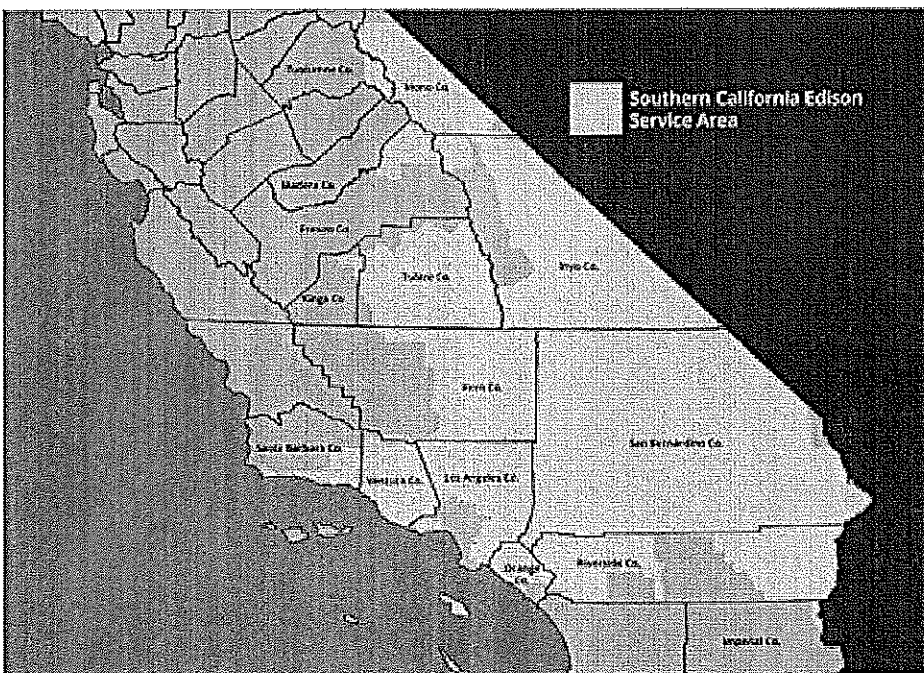 Tuolumne Co.
Mono Co.
Southern California Edison
Service Area
Madera Co.
Fresno Co.
Tulare Co.
Inyo Co.
Kings Co.
Kern Co.
San Bernardino Co.
Santa Barbara Co.
Ventura Co.
Los Angeles Co.
Orange
Co.
Riverside Co.
Imperial Co.